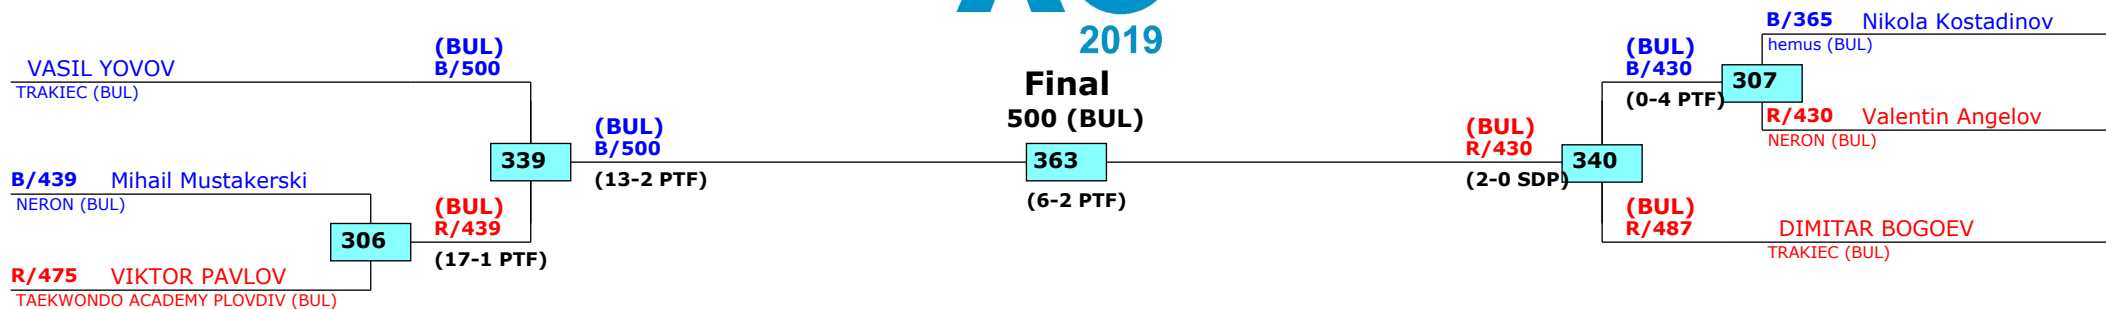 2019
Final
500 (BUL)
363
(6-2 PTF)
(BUL)
B/500
VASIL YOVOV
TRAKIEC (BUL)
339
(BUL)
B/500
(13-2 PTF)
B/439 Mihail Mustakerski
NERON (BUL)
306
(BUL)
R/439
(17-1 PTF)
R/475 VIKTOR PAVLOV
TAEKWONDO ACADEMY PLOVDIV (BUL)
B/365 Nikola Kostadinov
hemus (BUL)
(BUL)
B/430
(0-4 PTF)
307
R/430 Valentin Angelov
NERON (BUL)
(BUL)
R/430
(2-0 SDP)
340
(BUL)
R/487
DIMITAR BOGOEV
TRAKIEC (BUL)